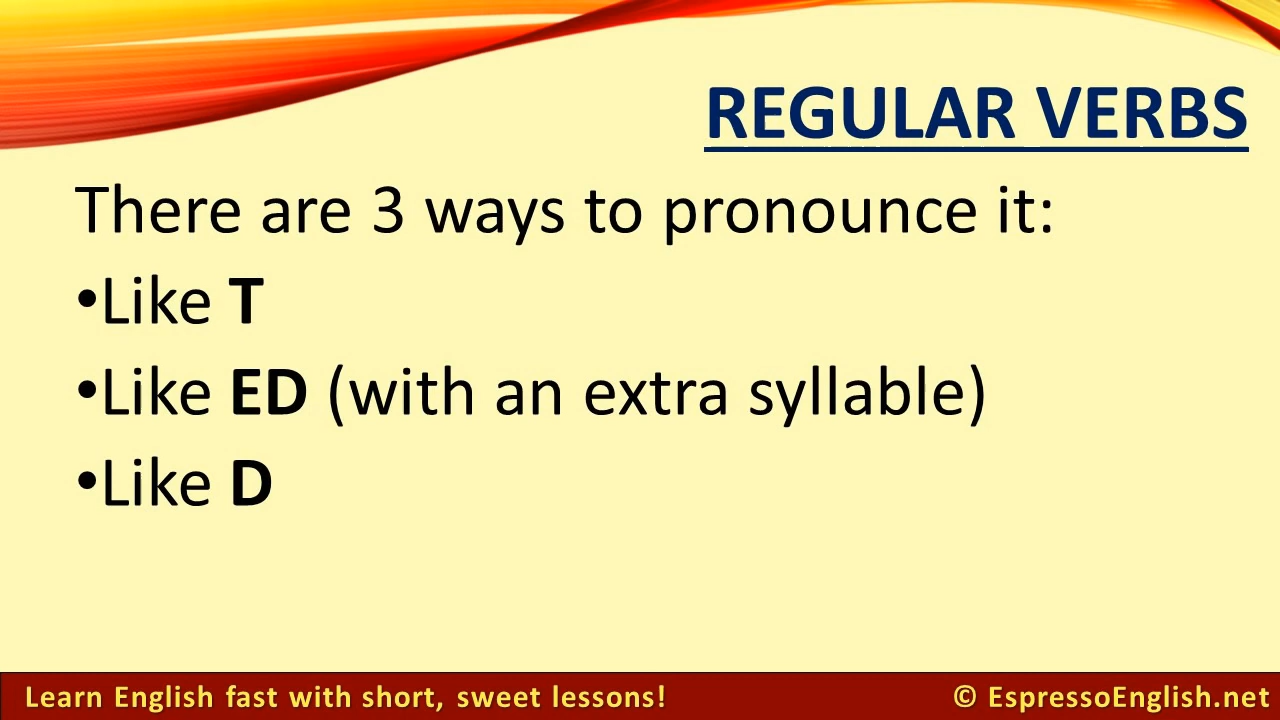 REGULAR VERBS
There are 3 ways to pronounce it:
•Like T
•Like ED (with an extra syllable)
•Like D
Learn English fast with short, sweet lessons!
© EspressoEnglish.net